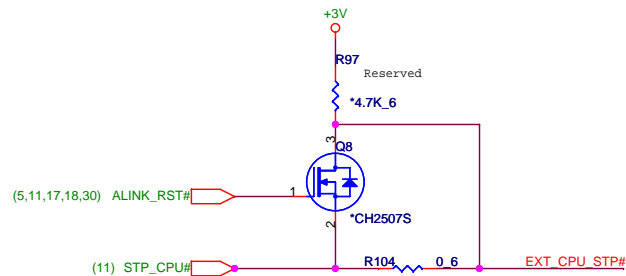 +3V
R97
Reserved
*4.7K_6
3
Q8
(5,11,17,18,30) ALINK_RST#
1
*CH2507S
2
(11) STP_CPU#
R104
0_6
EXT_CPU_STP#